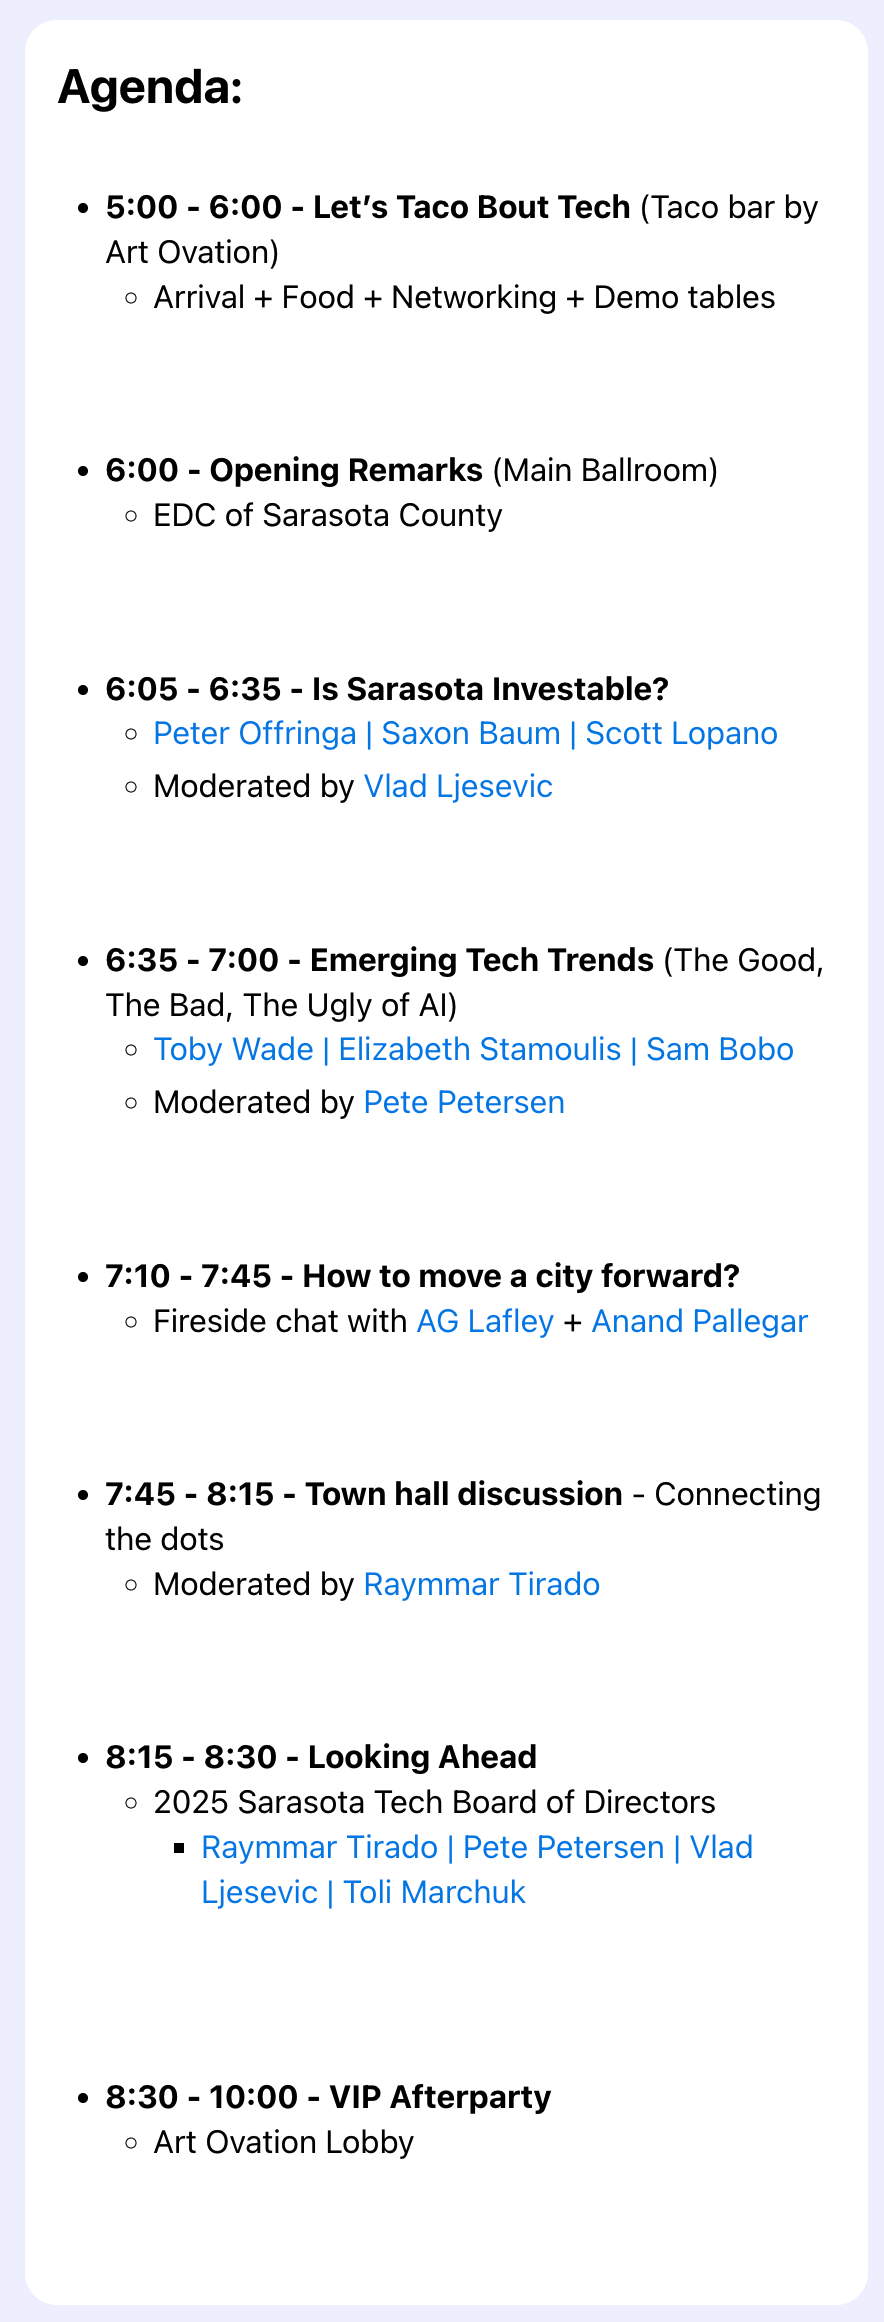 Agenda:
5:00 - 6:00 - Let’s Taco Bout Tech (Taco bar by
Art Ovation)
Arrival + Food + Networking + Demo tables
6:00 - Opening Remarks (Main Ballroom)
EDC of Sarasota County
6:05 - 6:35 - Is Sarasota Investable?
Peter Offringa | Saxon Baum | Scott Lopano
Moderated by Vlad Ljesevic
6:35 - 7:00 - Emerging Tech Trends (The Good,
The Bad, The Ugly of AI)
Toby Wade | Elizabeth Stamoulis | Sam Bobo
Moderated by Pete Petersen
7:10 - 7:45 - How to move a city forward?
Fireside chat with AG Lafley + Anand Pallegar
7:45 - 8:15 - Town hall discussion - Connecting
the dots
Moderated by Raymmar Tirado
8:15 - 8:30 - Looking Ahead
2025 Sarasota Tech Board of Directors
Raymmar Tirado | Pete Petersen | Vlad
Ljesevic | Toli Marchuk
8:30 - 10:00 - VIP Afterparty
Art Ovation Lobby